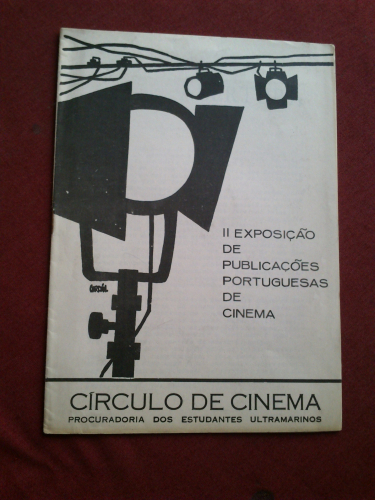 II EXPOSIÇÃO
DE
PUBLICAÇÕES
PORTUGUESAS
DE
CINEMA
CÍRCULO DE CINEMA
PROCURADORIA DOS ESTUDANTES ULTRAMARINOS